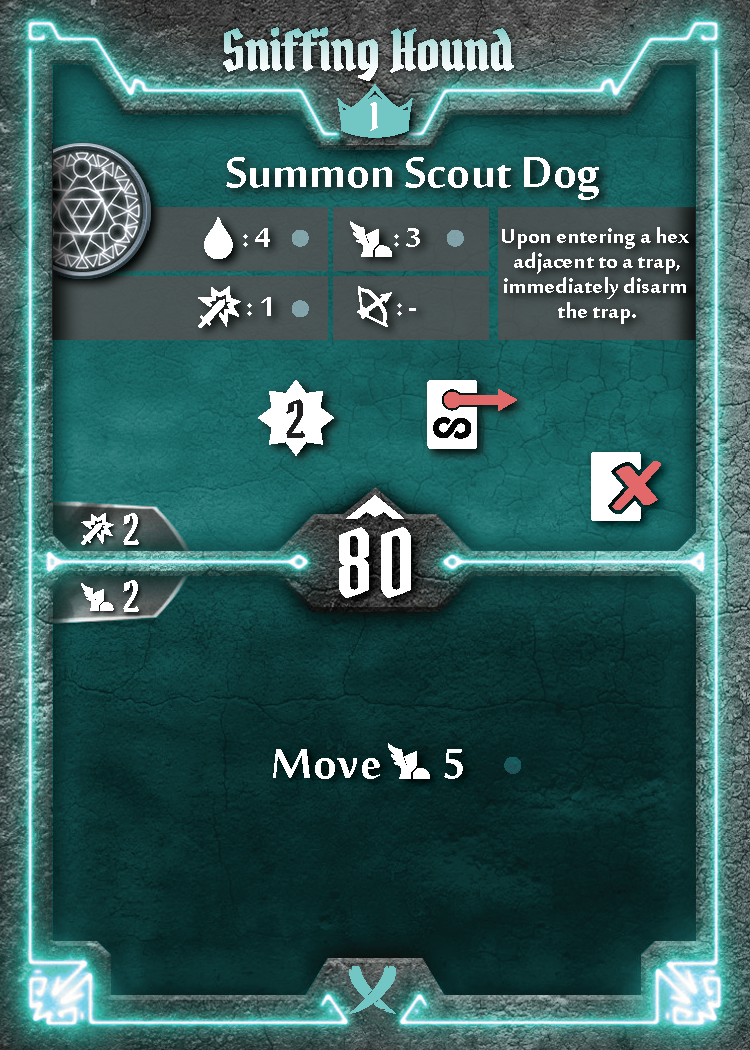 Sniffing Hound
1
Summon Scout Dog
: 4
: 3
: 1
: -
Upon entering a hex
adjacent to a trap,
immediately disarm
the trap.
2
S
2
80
2
Move 5